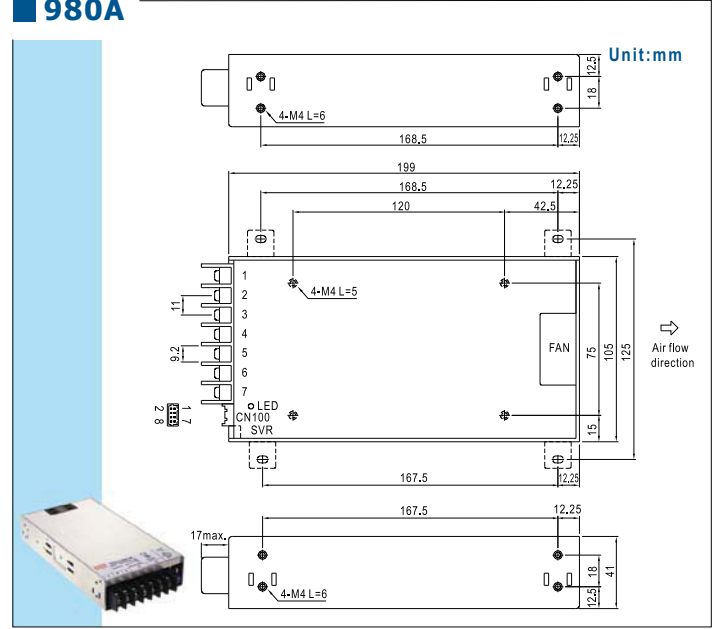 980A
Unit:mm
12.5
18
4-M4 L=6
168.5
12.25
199
168.5
12.25
120
42.5
1
2
3
4
5
6
7
11
9.2
4-M4 L=5
FAN
75
105
125
15
Air flow
direction
LED
CN100
SVR
1 7
2 8
167.5
12.25
167.5
12.25
17max.
4-M4 L=6
18
12.5
41